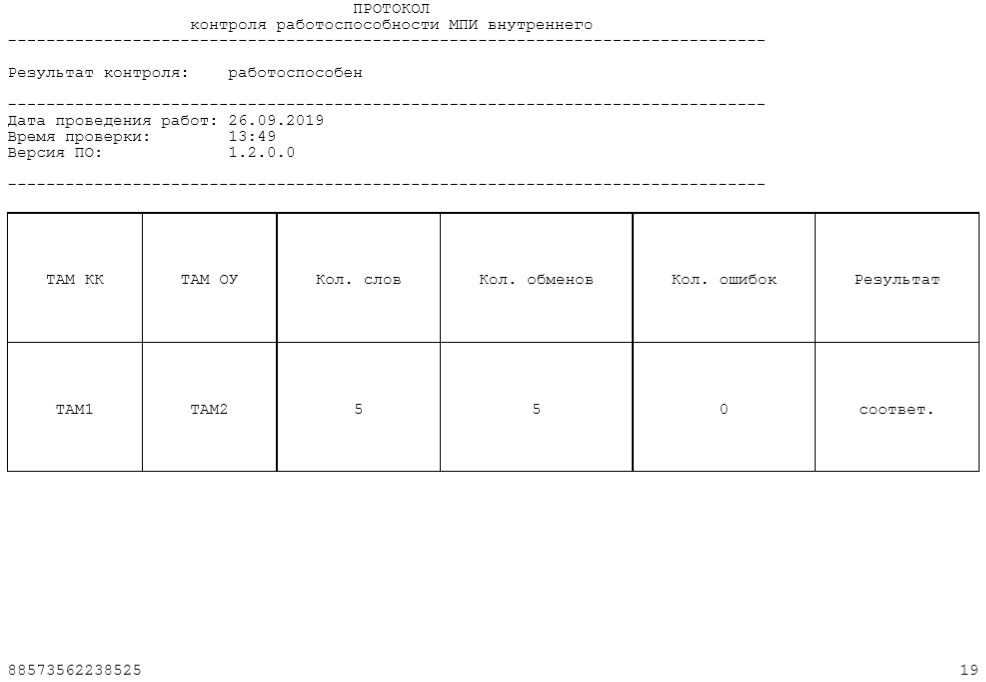 ПРОТОКОЛ
контроля работоспособности МПИ внутреннего
-------------------------------------------------------------------------------
Результат контроля: работоспособен
-------------------------------------------------------------------------------
Дата проведения работ: 26.09.2019
Время проверки: 13:49
Версия ПО: 1.2.0.0
-------------------------------------------------------------------------------
ТАМ КК ТАМ ОУ Кол. слов Кол. обменов Кол. ошибок Результат
ТАМ1 ТАМ2 5 5 0 соответ.
88573562238525 19